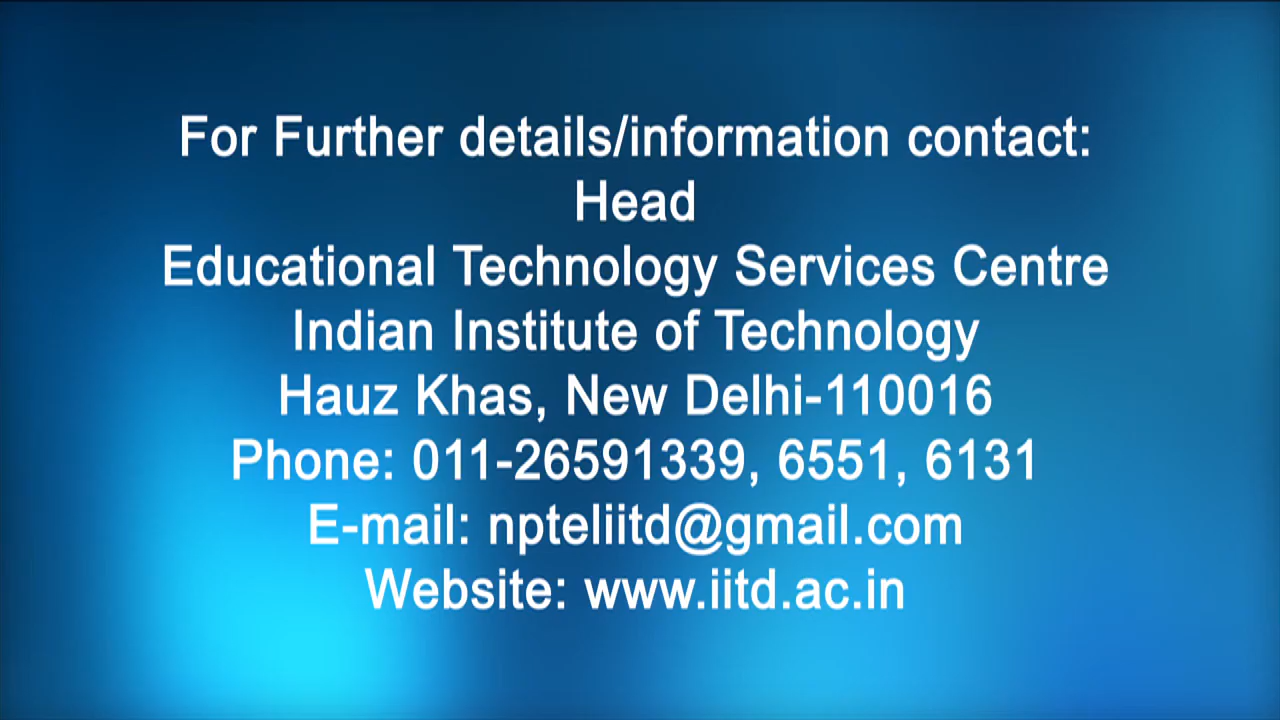 For Further details/information contact:
Head
Educational Technology Services Centre
Indian Institute of Technology
Hauz Khas, New Delhi-110016
Phone: 011-26591339, 6551, 6131
E-mail: npteliitd@gmail.com
Website: www.iitd.ac.in